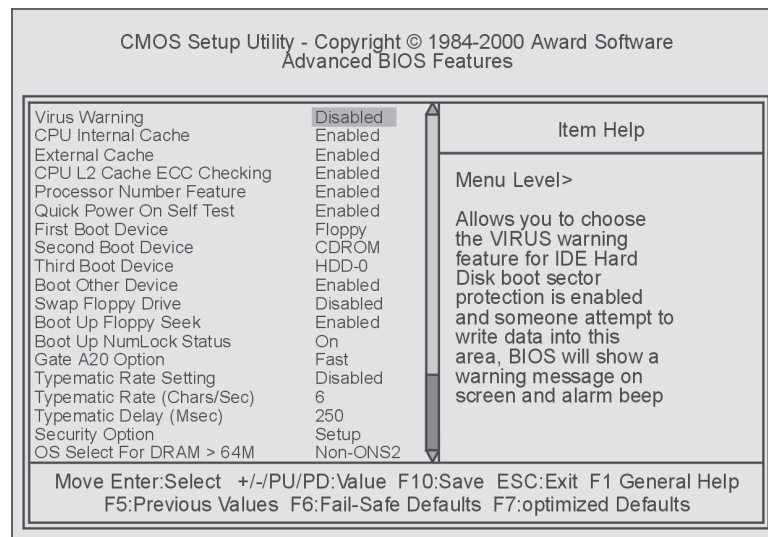 CMOS Setup Utility - Copyright © 1984-2000 Award Software
Advanced BIOS Features
Virus Warning Disabled
CPU Internal Cache Enabled
External Cache Enabled
CPU L2 Cache ECC Checking Enabled
Processor Number Feature Enabled
Quick Power On Self Test Enabled
First Boot Device Floppy
Second Boot Device CDROM
Third Boot Device HDD-0
Boot Other Device Enabled
Swap Floppy Drive Disabled
Boot Up Floppy Seek Enabled
Boot Up NumLock Status On
Gate A20 Option Fast
Typematic Rate Setting Disabled
Typematic Rate (Chars/Sec) 6
Typematic Delay (Msec) 250
Security Option Setup
OS Select For DRAM > 64M Non-ONS2
Item Help
Menu Level>
Allows you to choose
the VIRUS warning
feature for IDE Hard
Disk boot sector
protection is enabled
and someone attempt to
write data into this
area, BIOS will show a
warning message on
screen and alarm beep
Move Enter:Select +/-/PU/PD:Value F10:Save ESC:Exit F1 General Help
F5:Previous Values F6:Fail-Safe Defaults F7:optimized Defaults